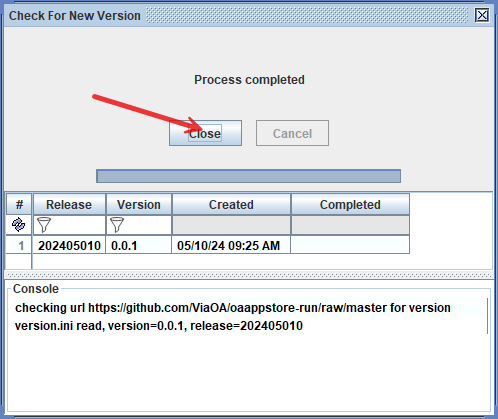 Check For New Version
Process completed
Close Cancel
# Release Version Created Completed
1 202405010 0.0.1 05/10/24 09:25 AM
Console
checking url https://github.com/ViaOA/oaappstore-run/raw/master for version
version.ini read, version=0.0.1, release=202405010